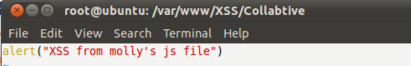 root@ubuntu: /var/www/XSS/Collabtive
File Edit View Search Terminal Help
alert("XSS from molly's js file")
~